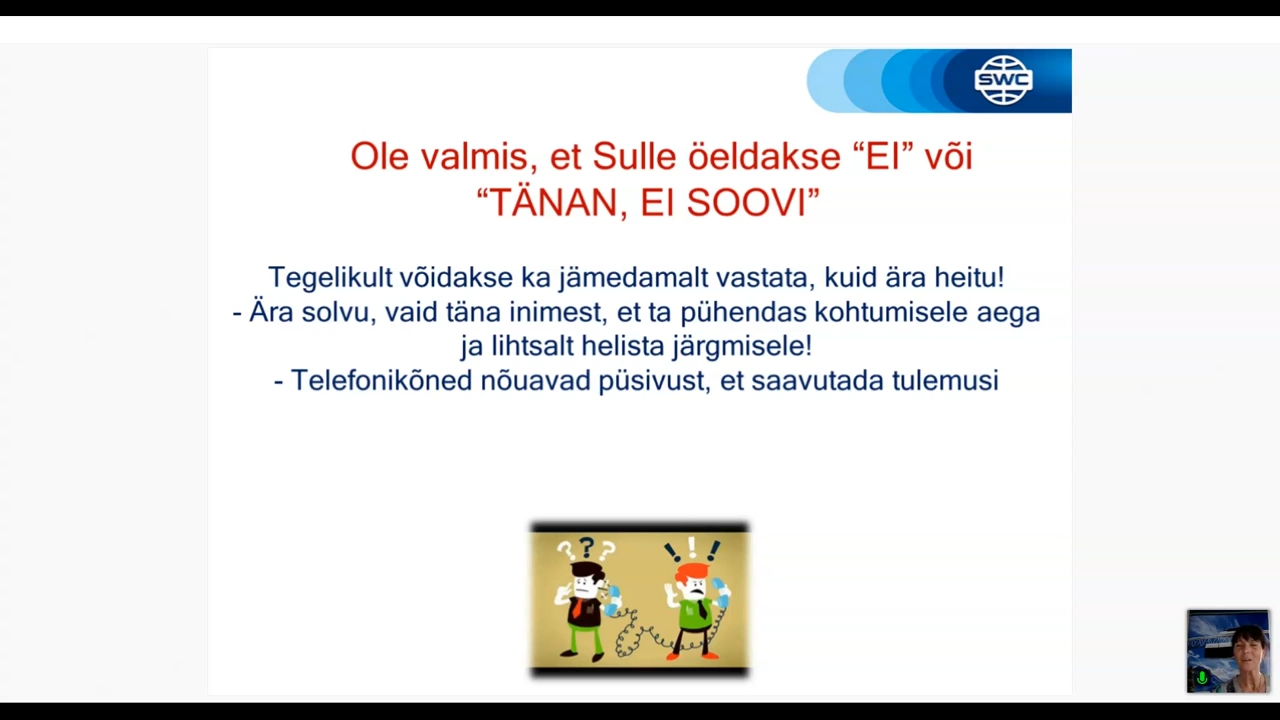 SWC
Ole valmis, et Sulle öeldakse “EI” või
“TÄNAN, EI SOOVI”
Tegelikult võidakse ka jämedamalt vastata, kuid ära heitu!
- Ära solvu, vaid täna inimest, et ta pühendas kohtumisele aega
ja lihtsalt helista järgmisele!
- Telefonikõned nõuavad püsivust, et saavutada tulemusi
???
!!!